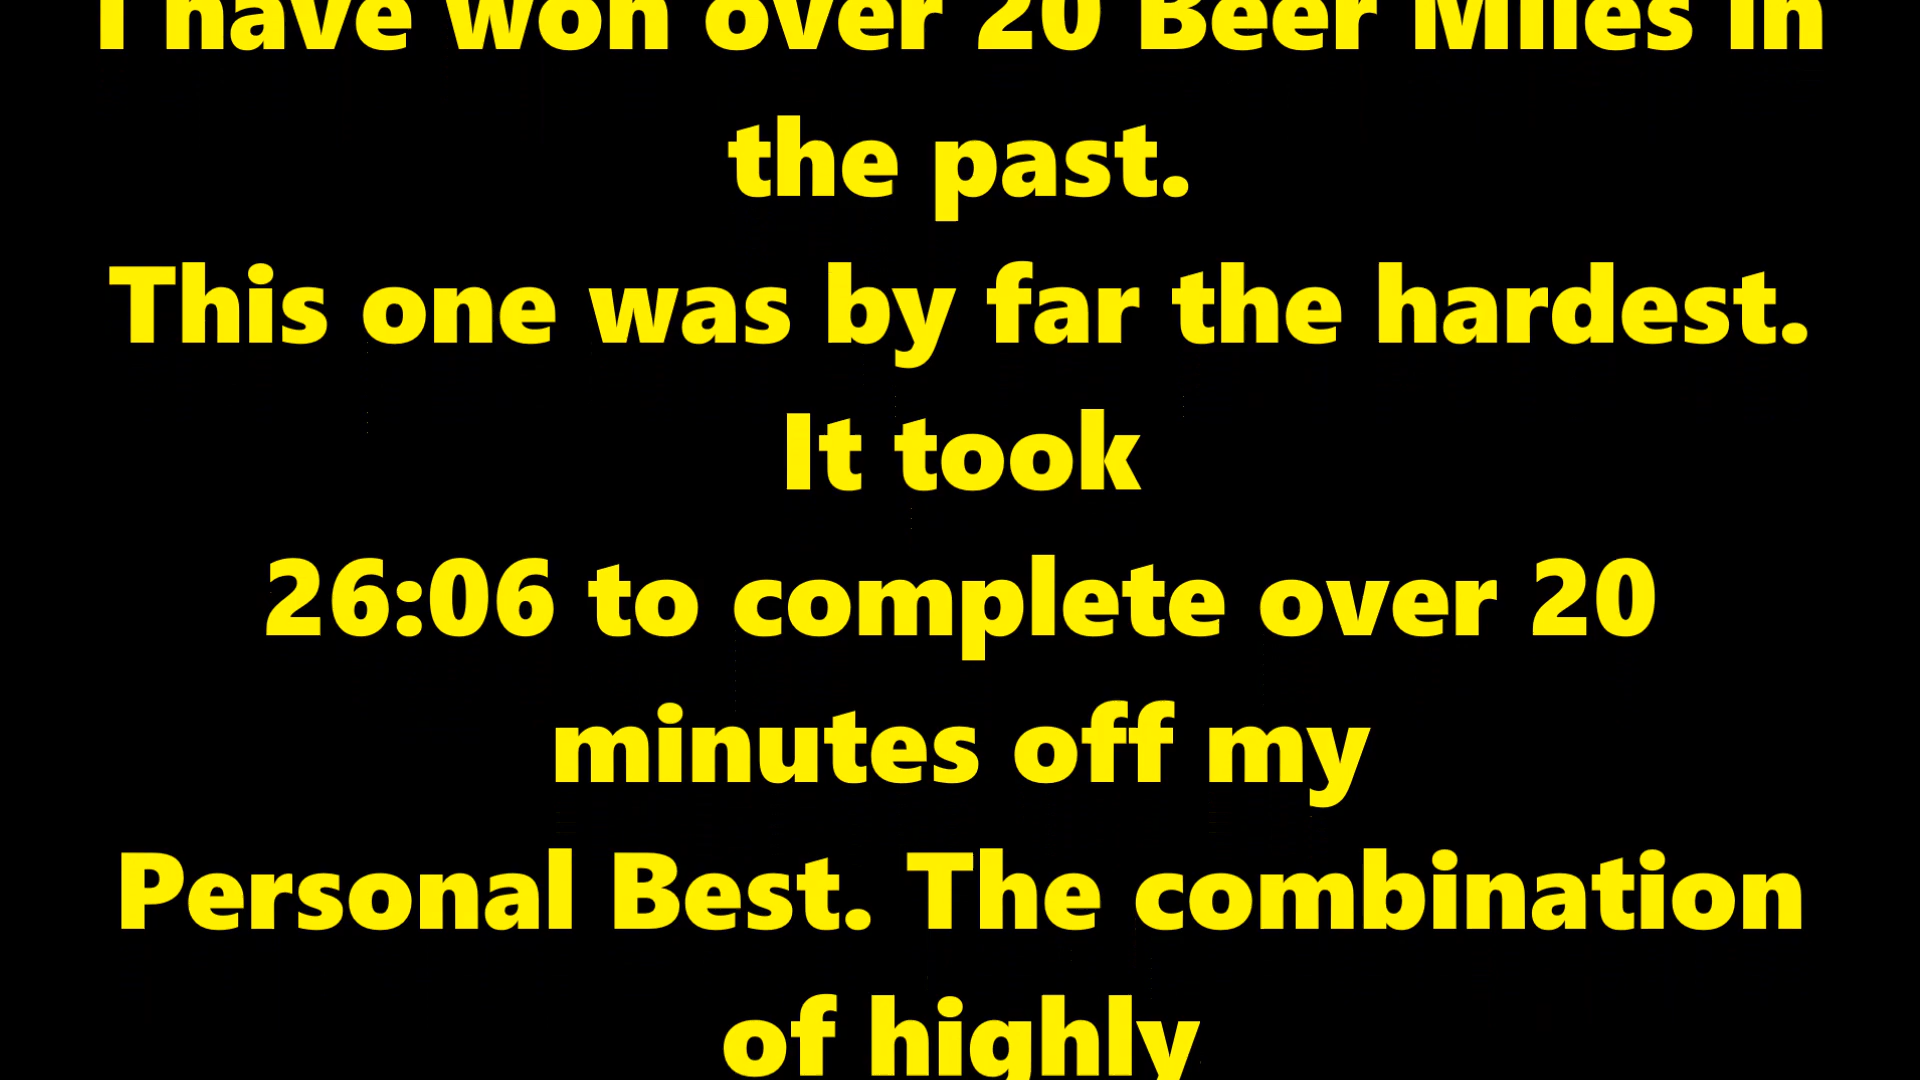 I have won over 20 Beer Miles in
the past.
This one was by far the hardest.
It took
26:06 to complete over 20
minutes off my
Personal Best. The combination
of highly